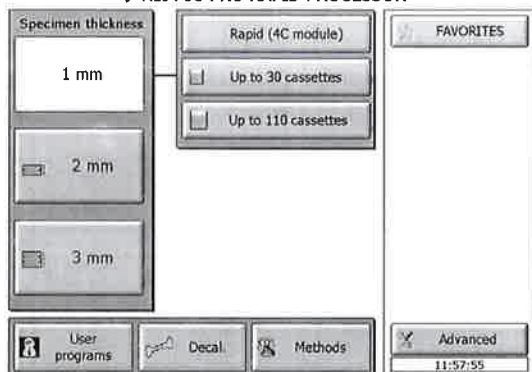 Specimen thickness
1 mm
2 mm
3 mm
Rapid (4C module)
Up to 30 cassettes
Up to 110 cassettes
FAVORITES
User
programs
Decal.
Methods
Advanced
11:57:55